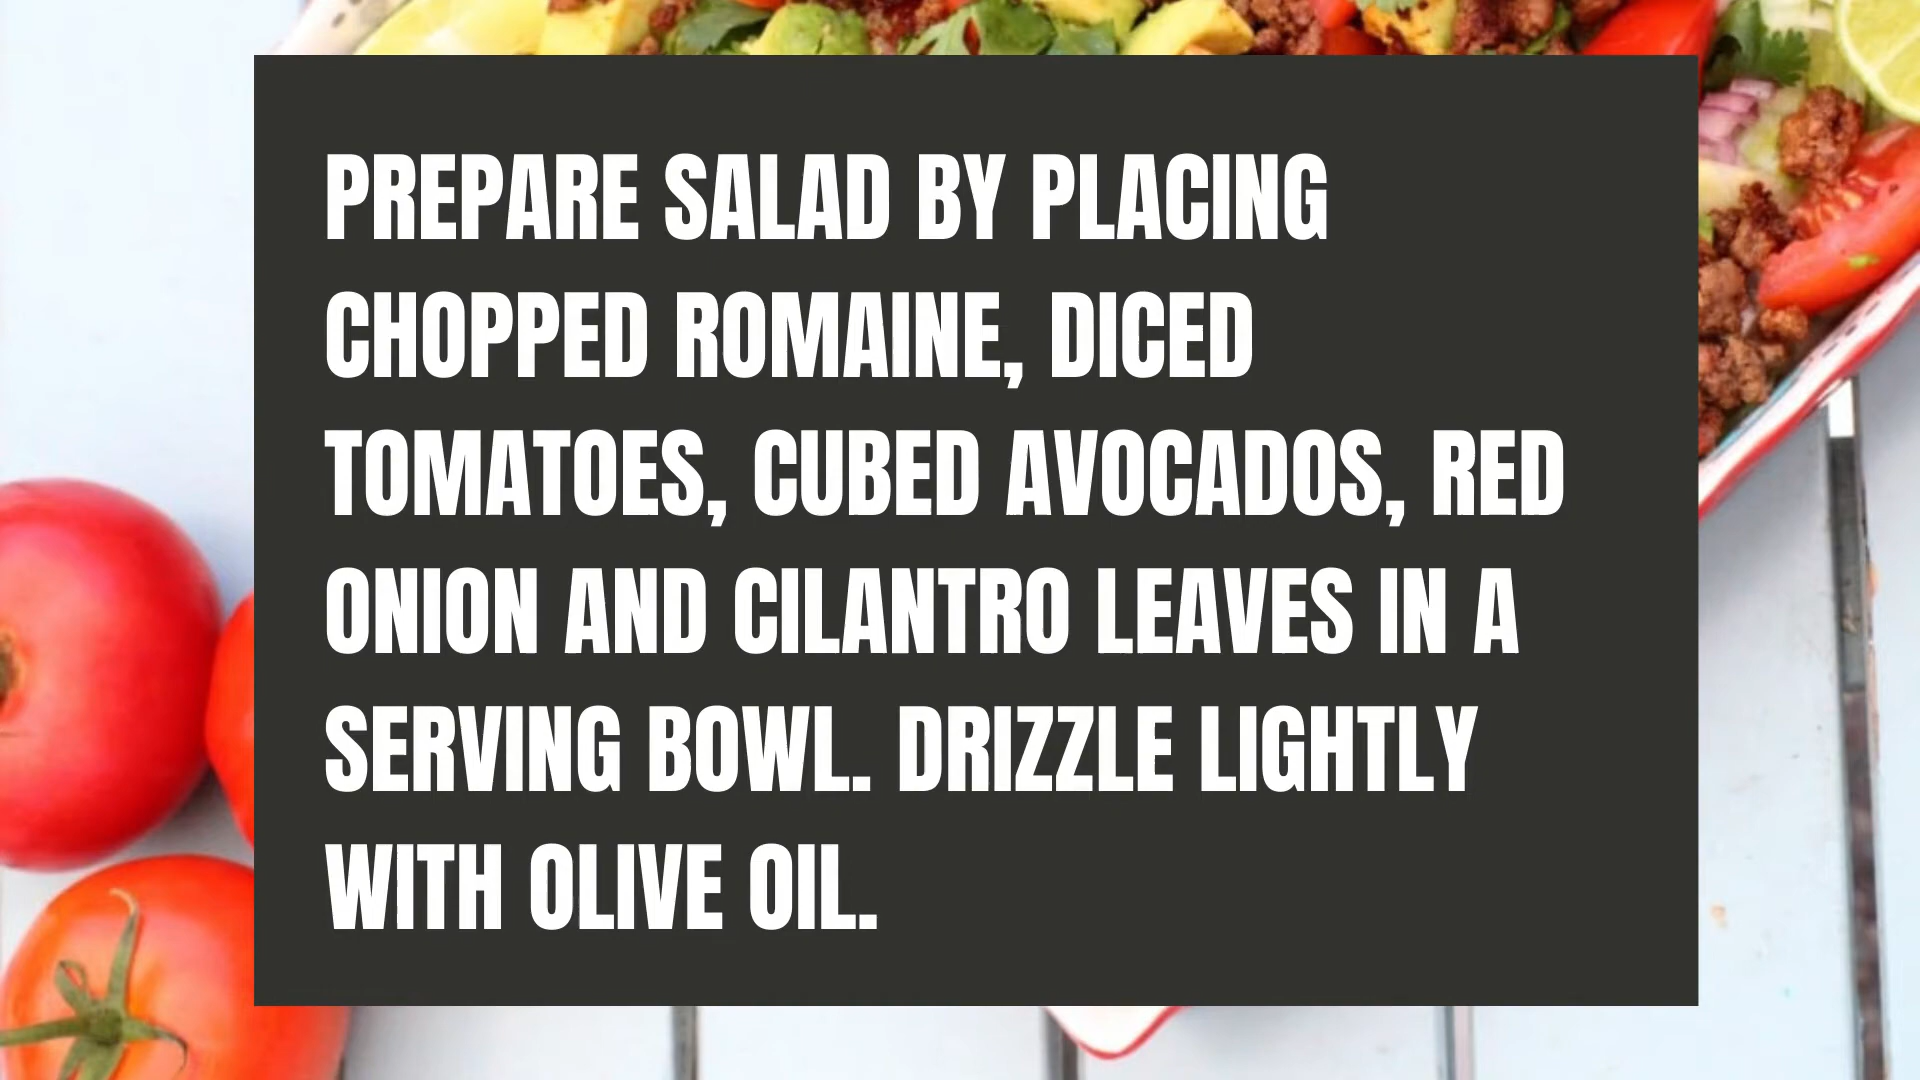 PREPARE SALAD BY PLACING
CHOPPED ROMAINE, DICED
TOMATOES, CUBED AVOCADOS, RED
ONION AND CILANTRO LEAVES IN A
SERVING BOWL. DRIZZLE LIGHTLY
WITH OLIVE OIL.